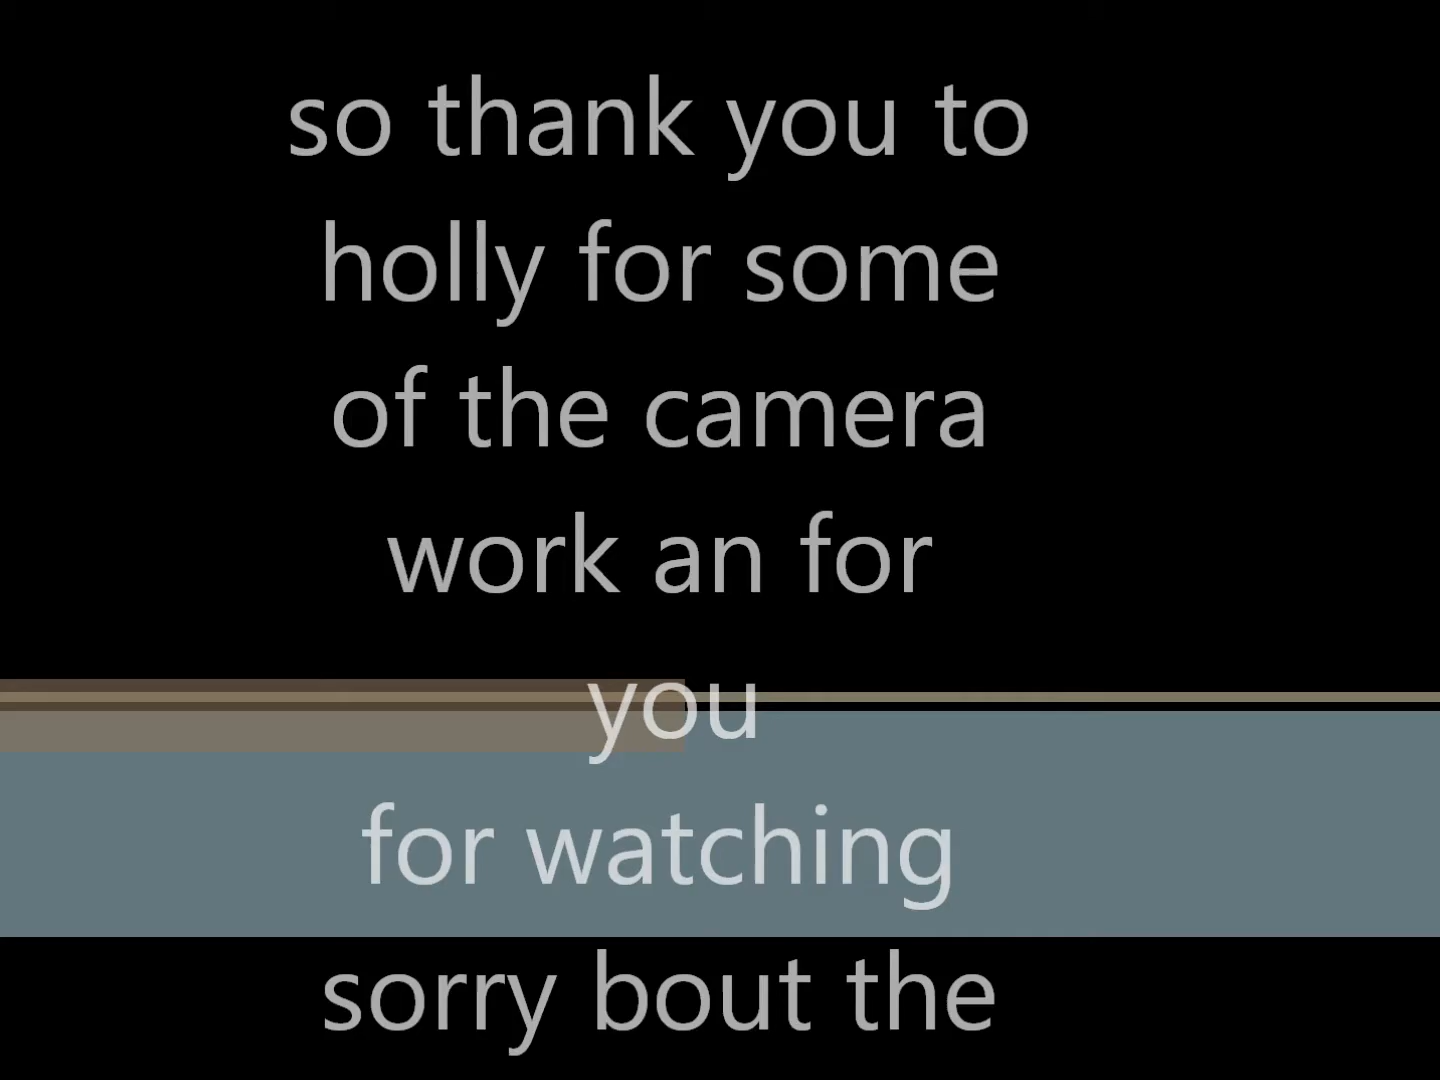 so thank you to
holly for some
of the camera
work an for
you
for watching
sorry bout the